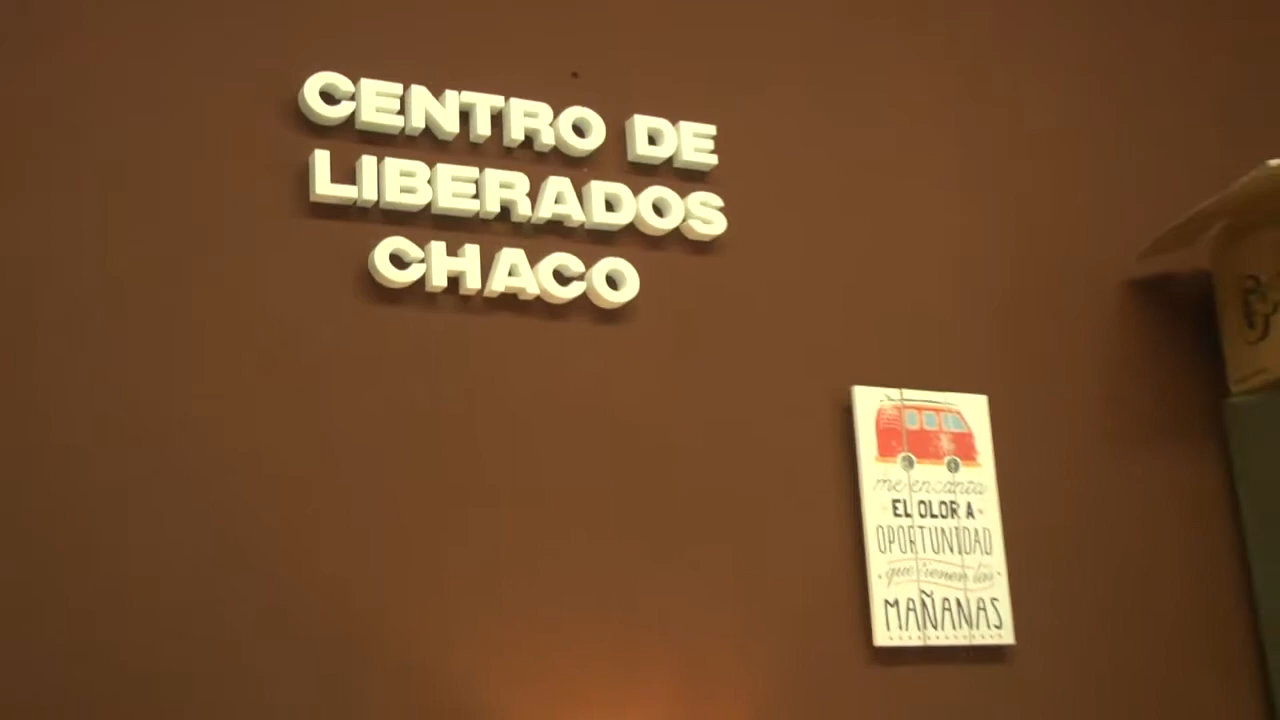 CENTRO DE
LIBERADOS
CHACO
me encanta
EL OLOR A
OPORTUNIDAD
que tienen las
MAÑANAS